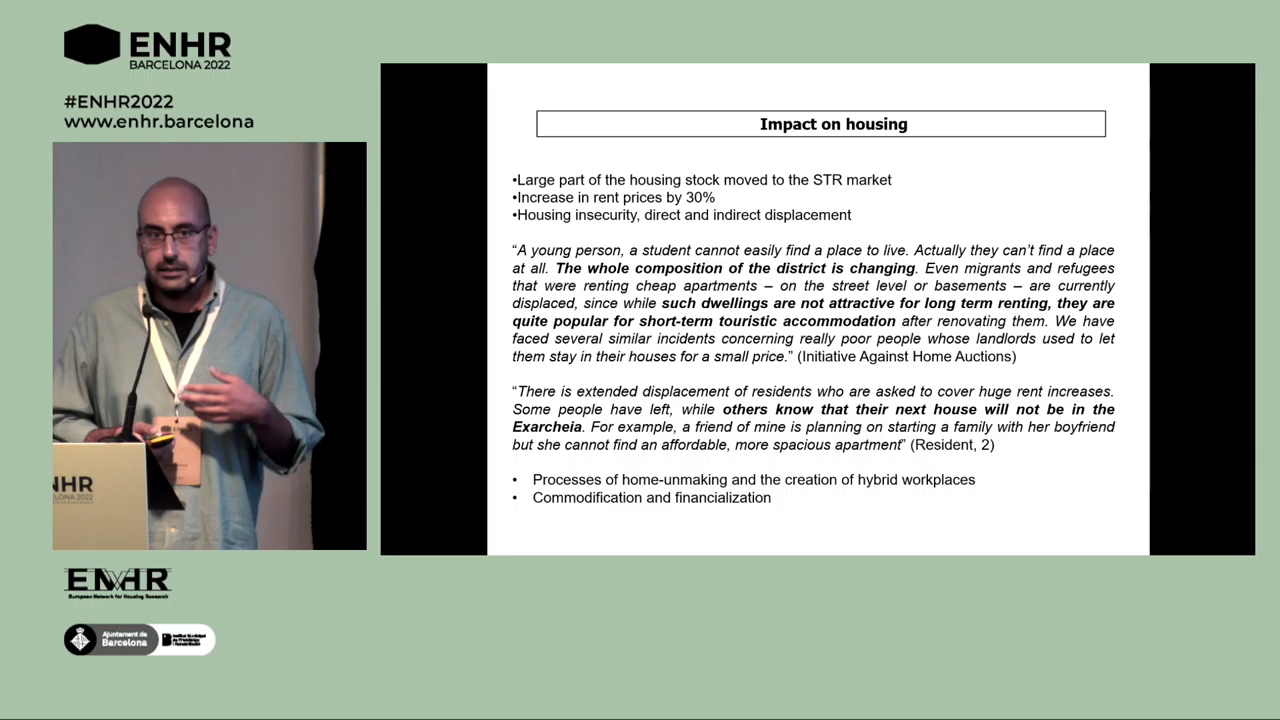 ENHR
BARCELONA 2022
#ENHR2022
www.enhr.barcelona
Impact on housing
•Large part of the housing stock moved to the STR market
•Increase in rent prices by 30%
•Housing insecurity, direct and indirect displacement
“A young person, a student cannot easily find a place to live. Actually they can’t find a place
at all. The whole composition of the district is changing. Even migrants and refugees
that were renting cheap apartments – on the street level or basements – are currently
displaced, since while such dwellings are not attractive for long term renting, they are
quite popular for short-term touristic accommodation after renovating them. We have
faced several similar incidents concerning really poor people whose landlords used to let
them stay in their houses for a small price.” (Initiative Against Home Auctions)
“There is extended displacement of residents who are asked to cover huge rent increases.
Some people have left, while others know that their next house will not be in the
Exarcheia. For example, a friend of mine is planning on starting a family with her boyfriend
but she cannot find an affordable, more spacious apartment” (Resident, 2)
• Processes of home-unmaking and the creation of hybrid workplaces
• Commodification and financialization
NHR
LONA 2022
ENHR
European Network for Housing Research
Ajuntament de
Barcelona